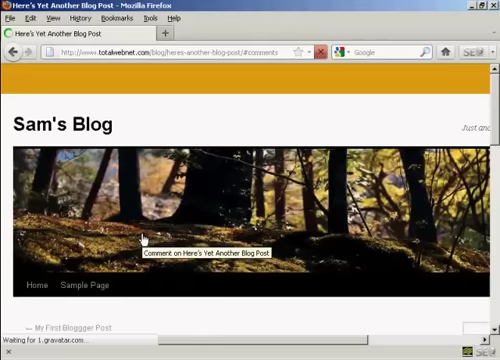 Here's Yet Another Blog Post - Mozilla Firefox
File Edit View History Bookmarks Tools Help
Here's Yet Another Blog Post
http://www.totalwebnet.com/blog/heres-another-blog-post/#comments
Google
Sam's Blog
Just ano
Comment on Here's Yet Another Blog Post
Home Sample Page
← My First Bloggger Post
Waiting for 1.gravatar.com...